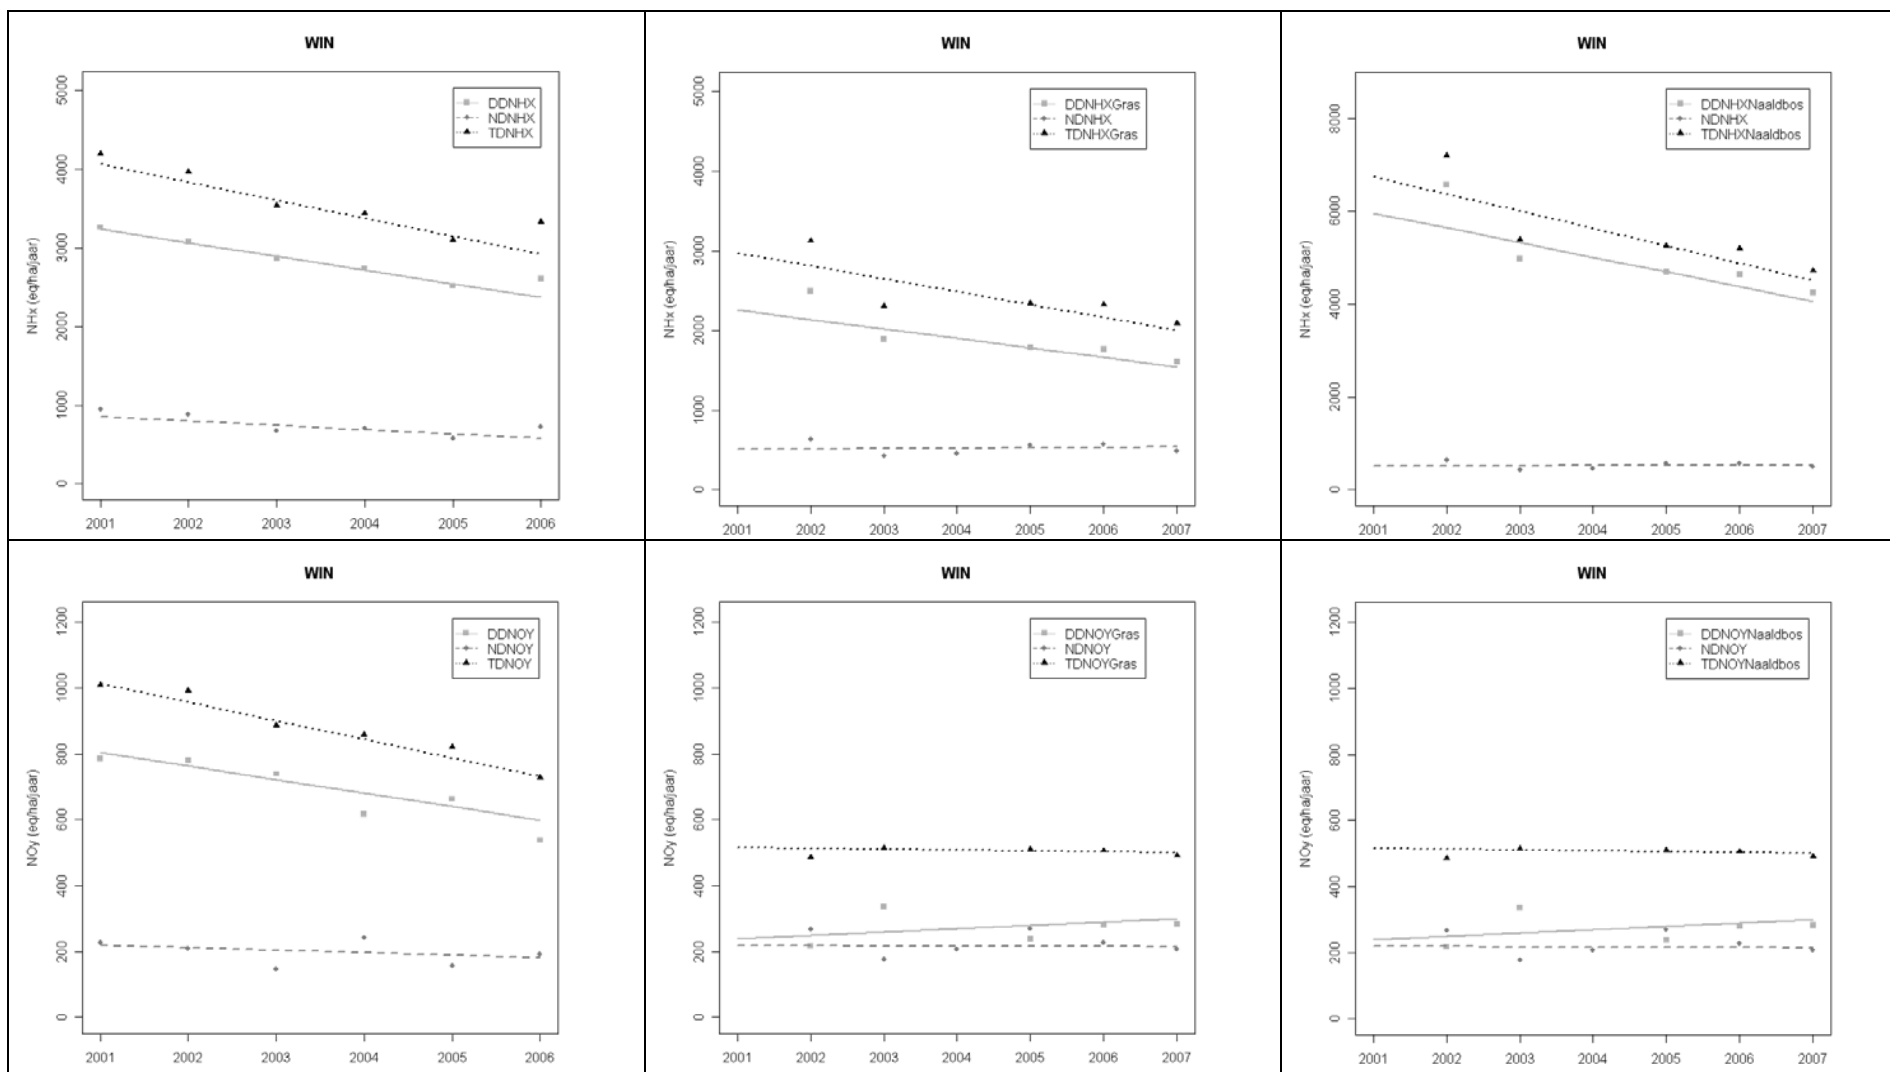 WIN
NHx (eq/ha/jaar)
5000
4000
3000
2000
1000
0
DDNHX
NDNHX
TDNHX
2001 2002 2003 2004 2005 2006
WIN
NHx (eq/ha/jaar)
5000
4000
3000
2000
1000
0
DDNHXGras
NDNHX
TDNHXGras
2001 2002 2003 2004 2005 2006 2007
WIN
NHx (eq/ha/jaar)
8000
6000
4000
2000
0
DDNHXNaaldbos
NDNHX
TDNHXNaaldbos
2001 2002 2003 2004 2005 2006 2007
WIN
NOy (eq/ha/jaar)
1200
1000
800
600
400
200
0
DDNOY
NDNOY
TDNOY
2001 2002 2003 2004 2005 2006
WIN
NOy (eq/ha/jaar)
1200
1000
800
600
400
200
0
DDNOYGras
NDNOY
TDNOYGras
2001 2002 2003 2004 2005 2006 2007
WIN
NOy (eq/ha/jaar)
1200
1000
800
600
400
200
0
DDNOYNaaldbos
NDNOY
TDNOYNaaldbos
2001 2002 2003 2004 2005 2006 2007